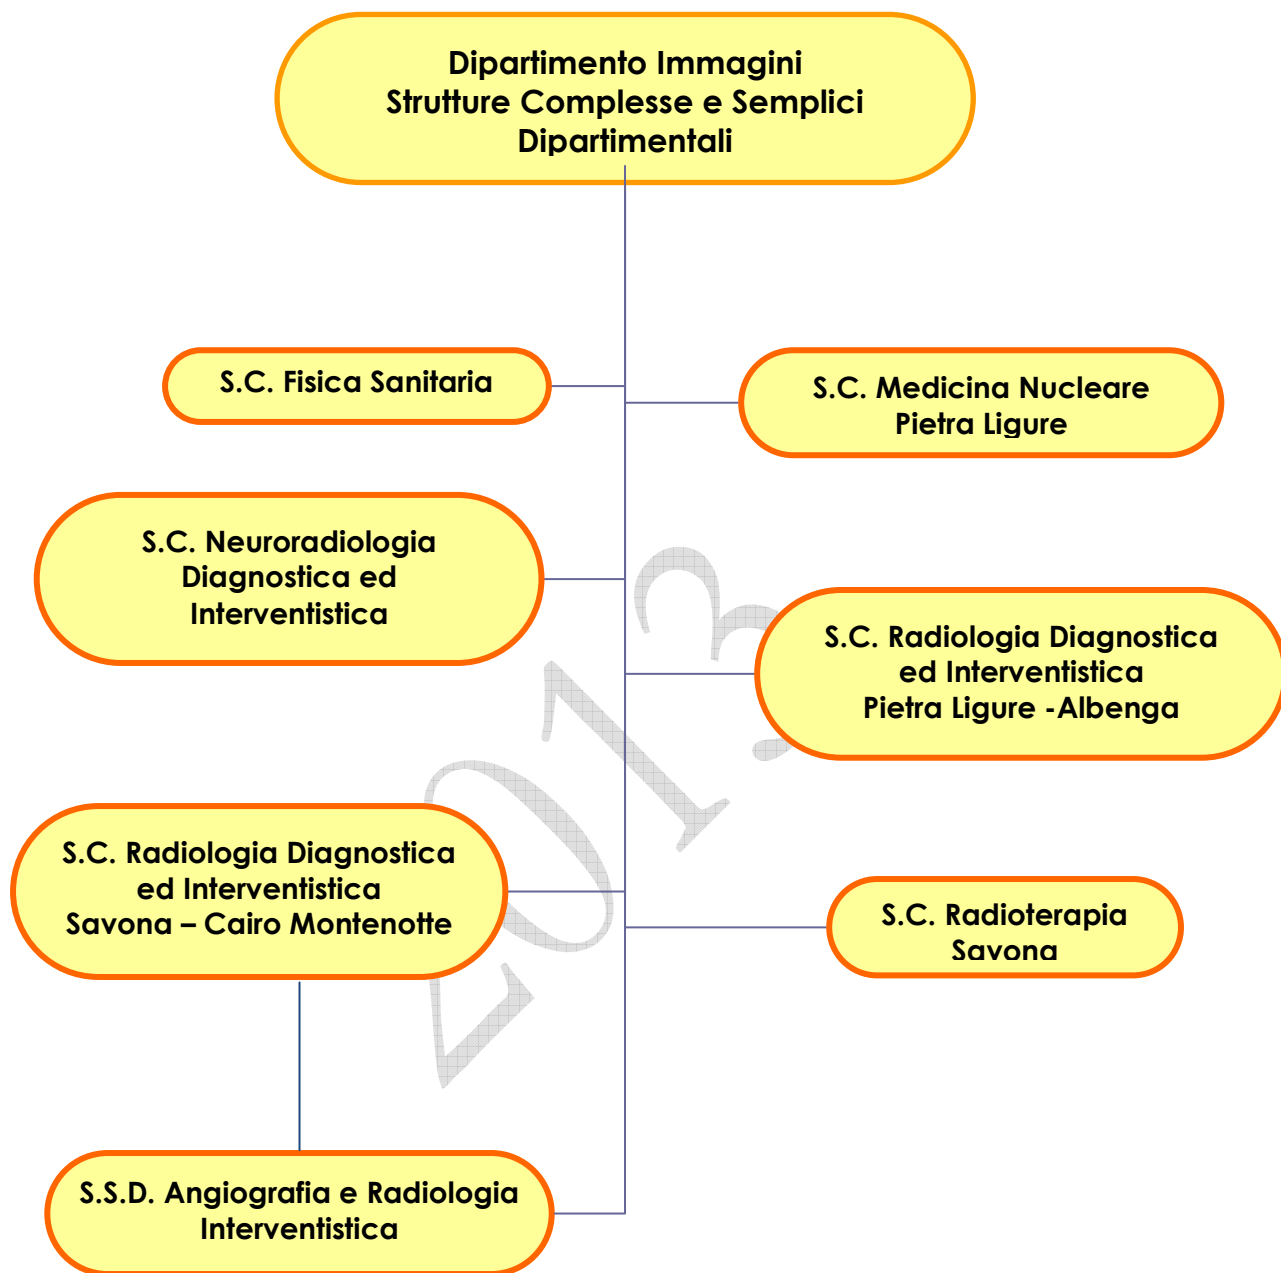 Dipartimento Immagini
Strutture Complesse e Semplici
Dipartimentali
S.C. Fisica Sanitaria
S.C. Medicina Nucleare
Pietra Ligure
S.C. Neuroradiologia
Diagnostica ed
Interventistica
S.C. Radiologia Diagnostica
ed Interventistica
Pietra Ligure -Albenga
S.C. Radiologia Diagnostica
ed Interventistica
Savona – Cairo Montenotte
S.C. Radioterapia
Savona
S.S.D. Angiografia e Radiologia
Interventistica
2013